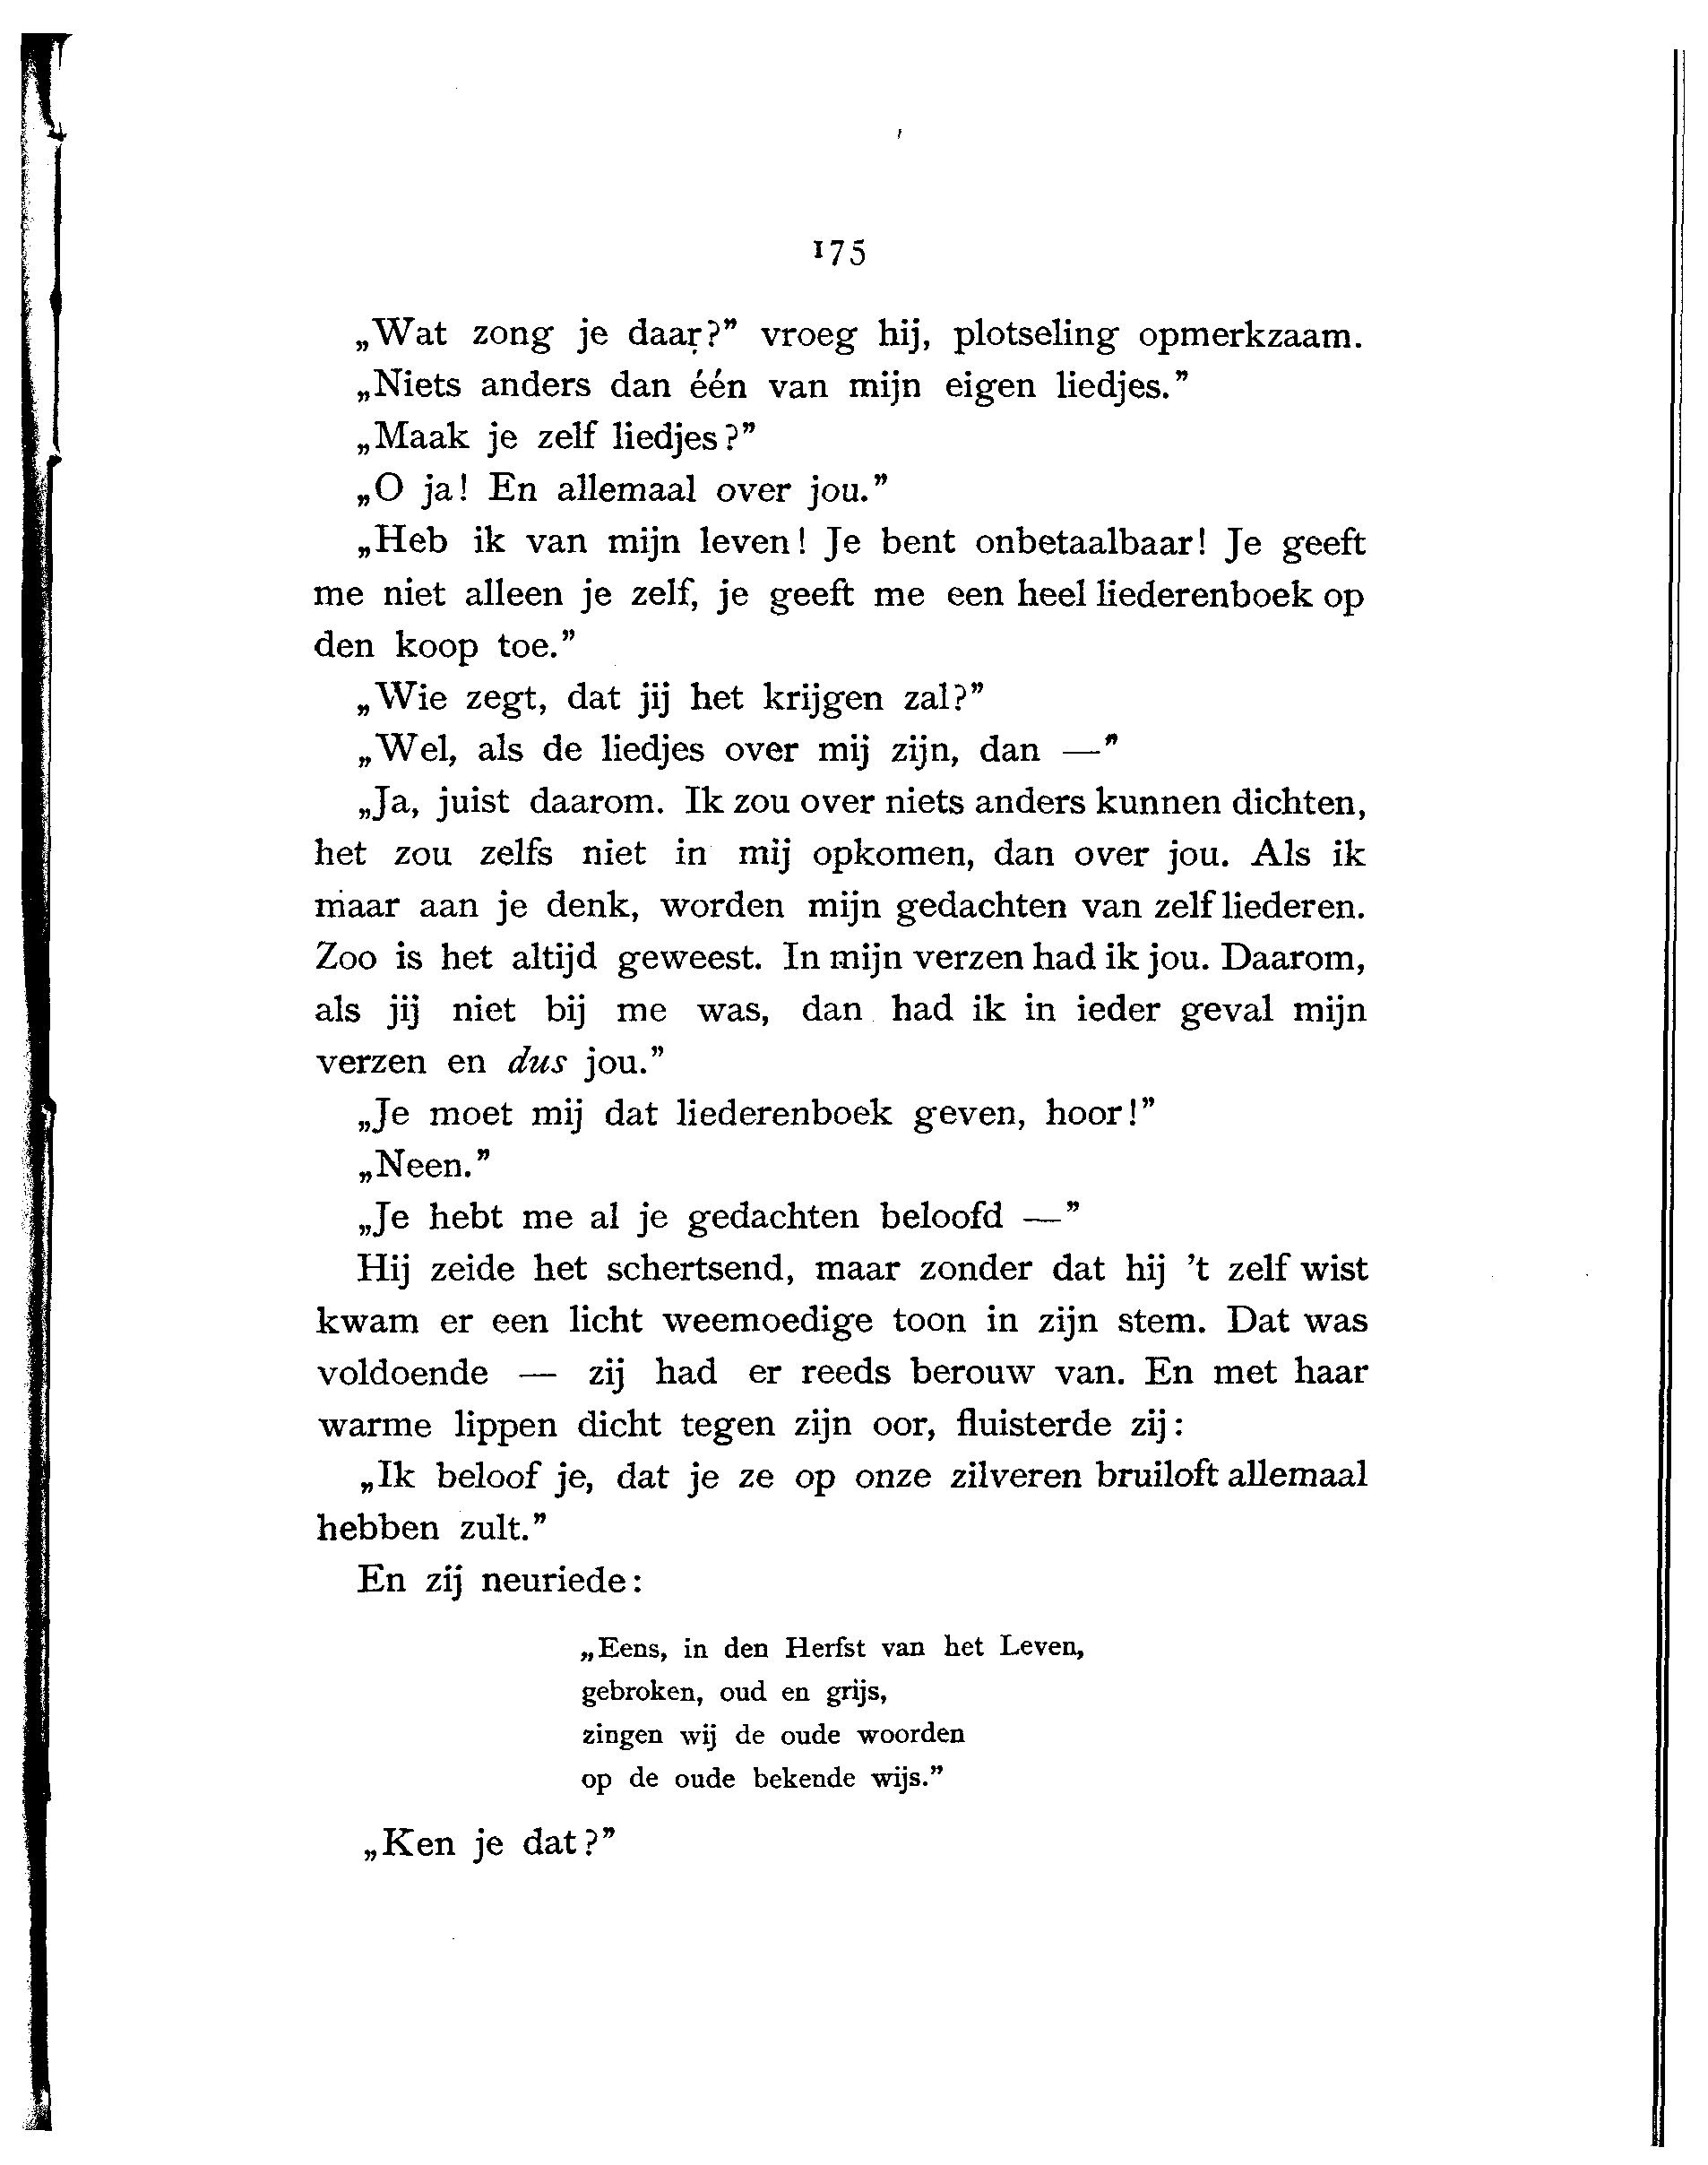 175
„Wat zong je daar?” vroeg hij, plotseling opmerkzaam.
„Niets anders dan één van mijn eigen liedjes.”
„Maak je zelf liedjes?”
„O ja! En allemaal over jou.”
„Heb ik van mijn leven! Je bent onbetaalbaar! Je geeft
me niet alleen je zelf, je geeft me een heel liederenboek op
den koop toe.”
„Wie zegt, dat jij het krijgen zal?”
„Wel, als de liedjes over mij zijn, dan —”
„Ja, juist daarom. Ik zou over niets anders kunnen dichten,
het zou zelfs niet in mij opkomen, dan over jou. Als ik
maar aan je denk, worden mijn gedachten van zelf liederen.
Zoo is het altijd geweest. In mijn verzen had ik jou. Daarom,
als jij niet bij me was, dan had ik in ieder geval mijn
verzen en dus jou.”
„Je moet mij dat liederenboek geven, hoor!”
„Neen.”
„Je hebt me al je gedachten beloofd —”
Hij zeide het schertsend, maar zonder dat hij ’t zelf wist
kwam er een licht weemoedige toon in zijn stem. Dat was
voldoende — zij had er reeds berouw van. En met haar
warme lippen dicht tegen zijn oor, fluisterde zij:
„Ik beloof je, dat je ze op onze zilveren bruiloft allemaal
hebben zult.”
En zij neuriede:
„Eens, in den Herfst van het Leven,
gebroken, oud en grijs,
zingen wij de oude woorden
op de oude bekende wijs.”
„Ken je dat?”